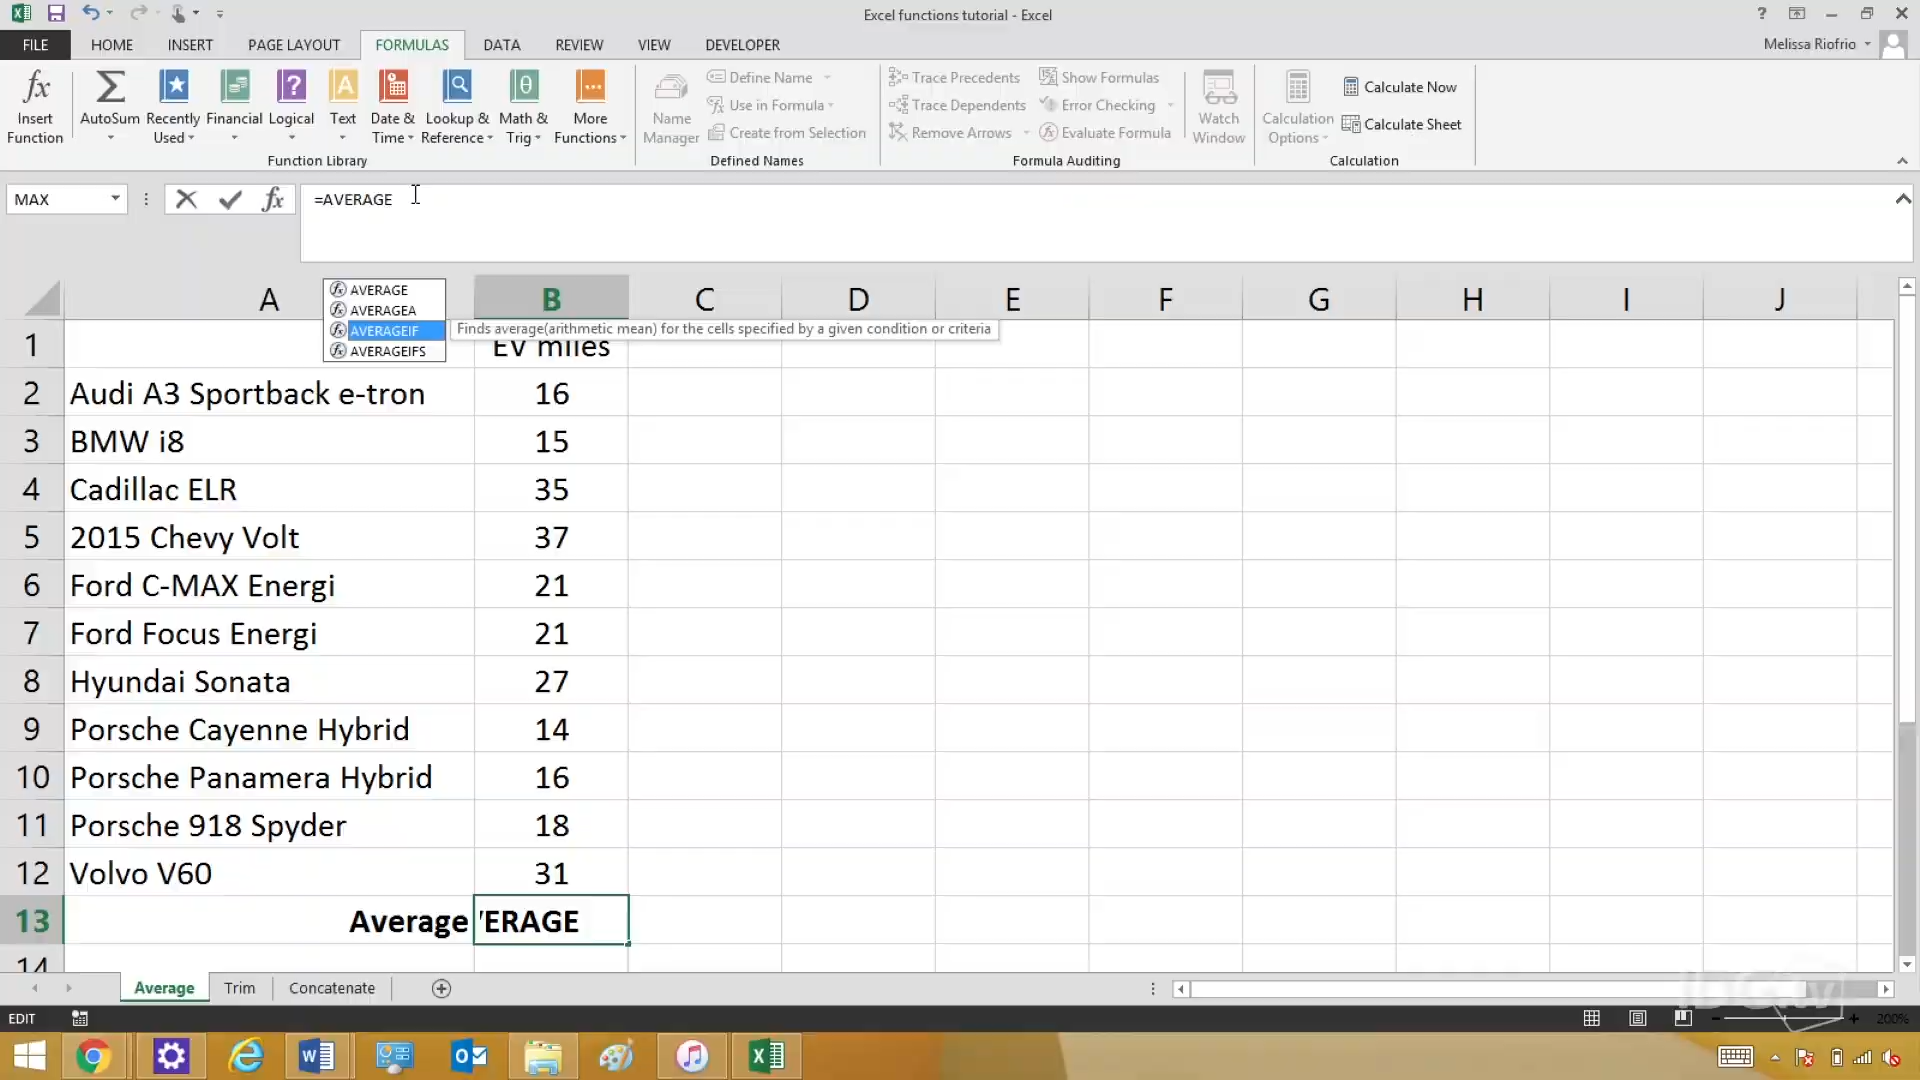 Excel functions tutorial - Excel
?
FILE HOME INSERT PAGE LAYOUT FORMULAS DATA REVIEW VIEW DEVELOPER Melissa Riofrio
fx Insert Function
AutoSum
Recently Used
Financial
Logical
Text
Date & Time
Lookup & Reference
Math & Trig
More Functions
Name Manager
Define Name
Use in Formula
Create from Selection
Trace Precedents
Trace Dependents
Remove Arrows
Show Formulas
Error Checking
Evaluate Formula
Watch Window
Calculation Options
Calculate Now
Calculate Sheet
Function Library Defined Names Formula Auditing Calculation
MAX fx =AVERAGE
A B C D E F G H I J
AVERAGE
AVERAGEA
AVERAGEIF Finds average(arithmetic mean) for the cells specified by a given condition or criteria
AVERAGEIFS
1 EV miles
2 Audi A3 Sportback e-tron 16
3 BMW i8 15
4 Cadillac ELR 35
5 2015 Chevy Volt 37
6 Ford C-MAX Energi 21
7 Ford Focus Energi 21
8 Hyundai Sonata 27
9 Porsche Cayenne Hybrid 14
10 Porsche Panamera Hybrid 16
11 Porsche 918 Spyder 18
12 Volvo V60 31
13 Average VERAGE
14
Average Trim Concatenate
IDG.tv
EDIT 200%